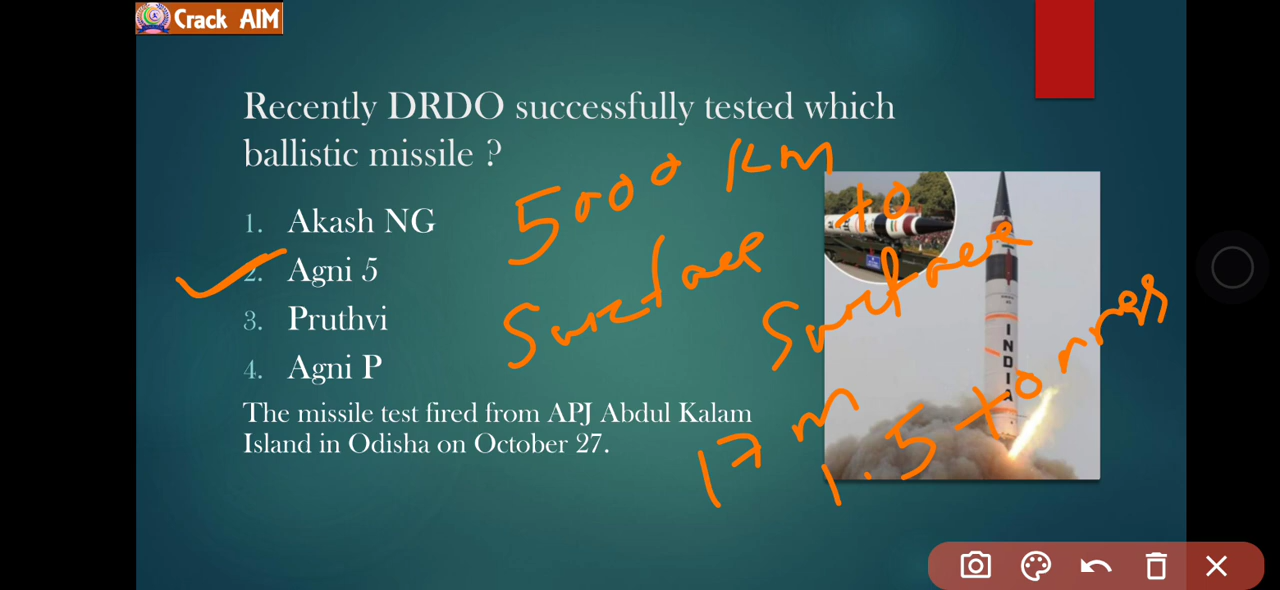 Crack AIM
Recently DRDO successfully tested which
ballistic missile ?
1. Akash NG
2. Agni 5
3. Pruthvi
4. Agni P
The missile test fired from APJ Abdul Kalam
Island in Odisha on October 27.
5000 KM
Surface to
Surface
17 m
1.5 tonnes
INDIA